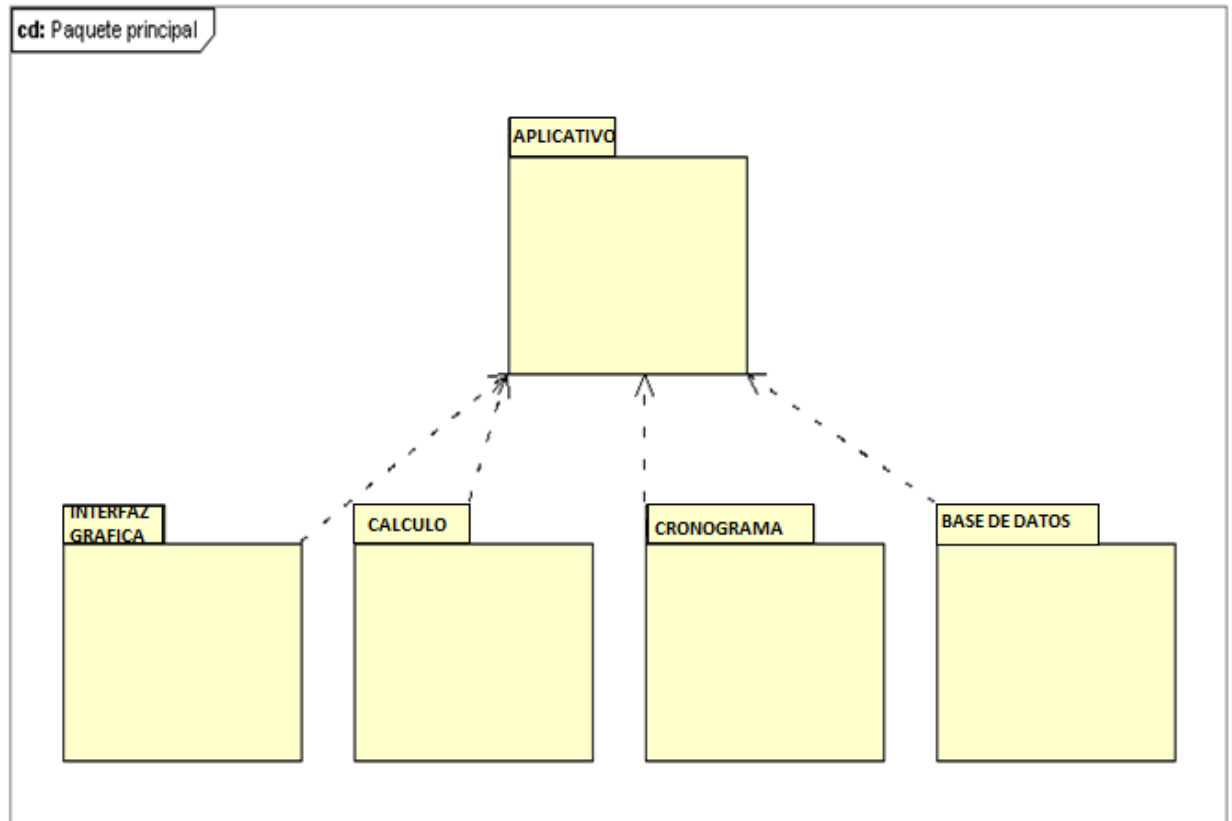 cd: Paquete principal
APLICATIVO
INTERFAZ
GRAFICA
CALCULO
CRONOGRAMA
BASE DE DATOS